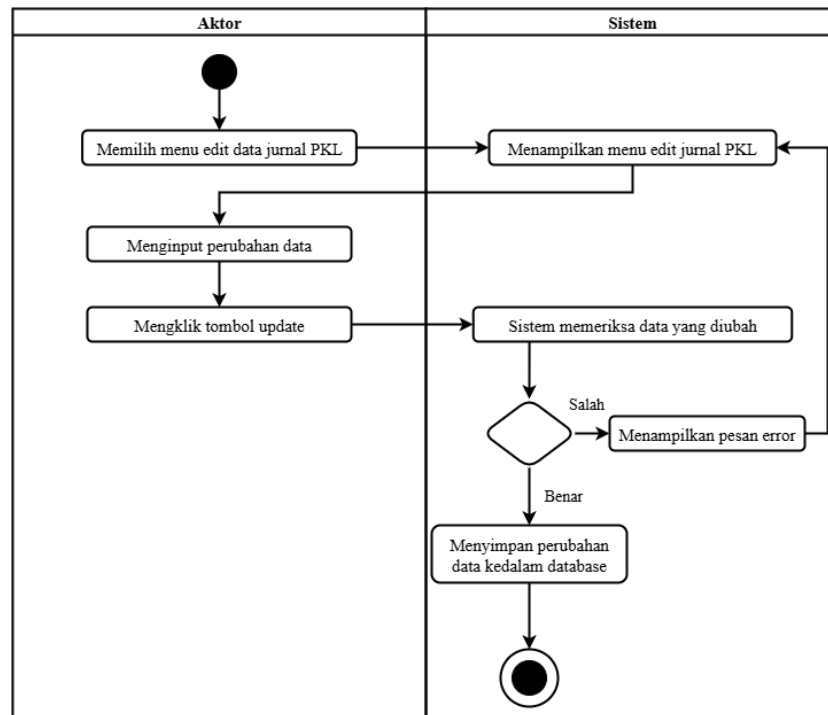 Aktor
Sistem
Memilih menu edit data jurnal PKL
Menampilkan menu edit jurnal PKL
Menginput perubahan data
Mengklik tombol update
Sistem memeriksa data yang diubah
Salah
Menampilkan pesan error
Benar
Menyimpan perubahan
data kedalam database